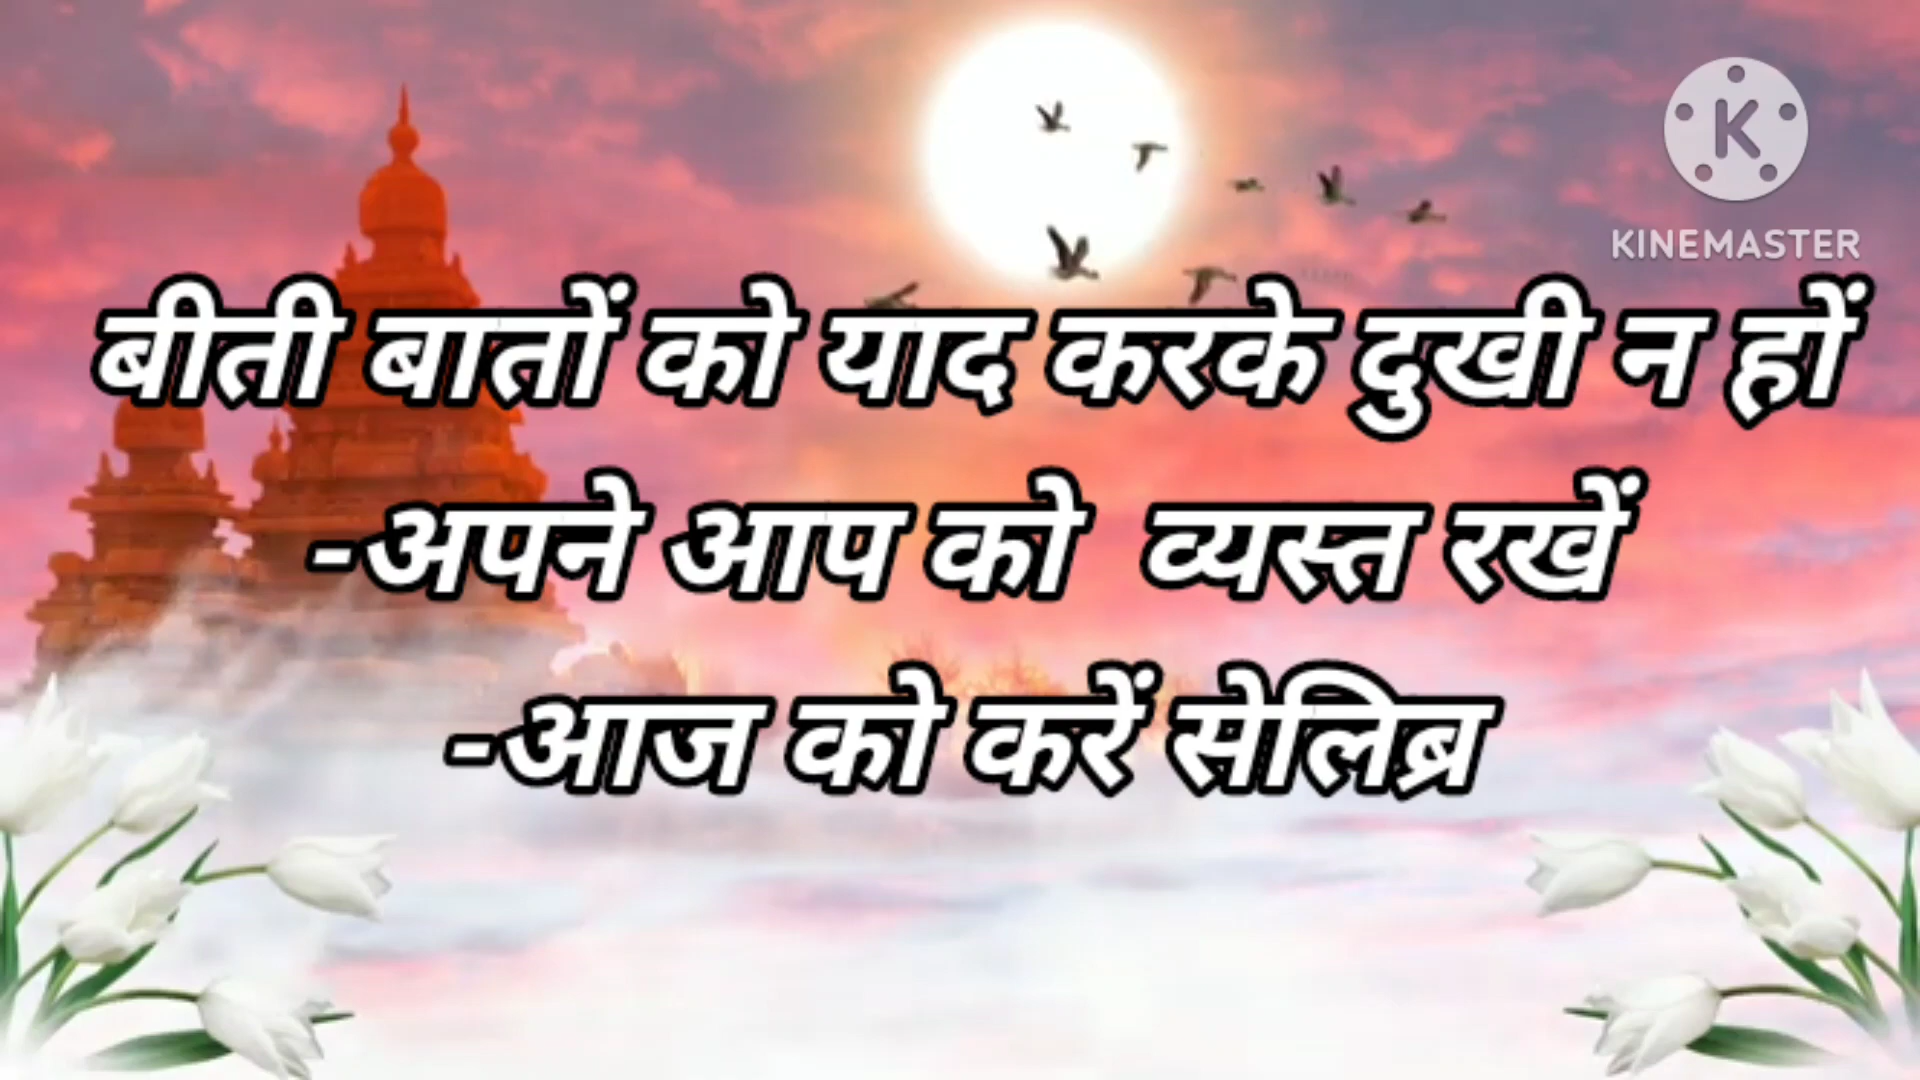 KINEMASTER
बीती बातों को याद करके दुखी न हों
-अपने आप को व्यस्त रखें
-आज को करें सेलिब्र